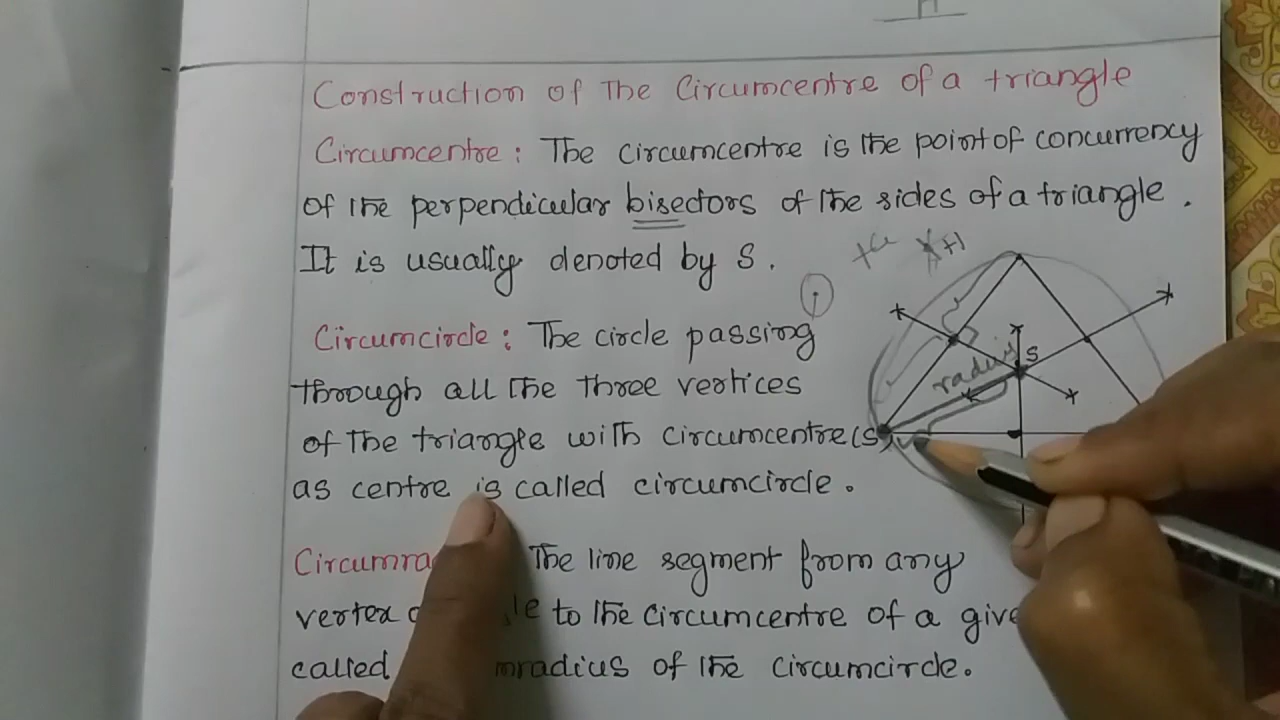 Construction of The Circumcentre of a triangle
Circumcentre : The circumcentre is the point of concurrency
of the perpendicular bisectors of the sides of a triangle .
It is usually denoted by S .
Circumcircle : The circle passing
through all the three vertices
of the triangle with circumcentre(s)
as centre is called circumcircle .
The line segment from any
vertex
to the circumcentre of a
called
of the circumcircle.
radius
S